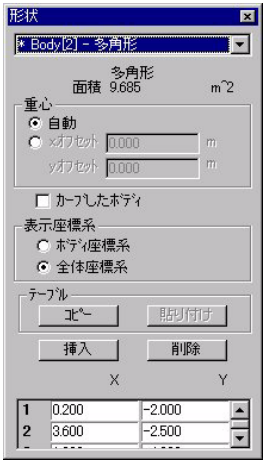 形状
* Body[2] - 多角形
多角形
面積 9.685 m^2
重心
自動
xオフセット 0.000 m
yオフセット 0.000 m
カーブしたボディ
表示座標系
ボディ座標系
全体座標系
テーブル
コピー 貼り付け
挿入 削除
X Y
1 0.200 -2.000
2 3.600 -2.500